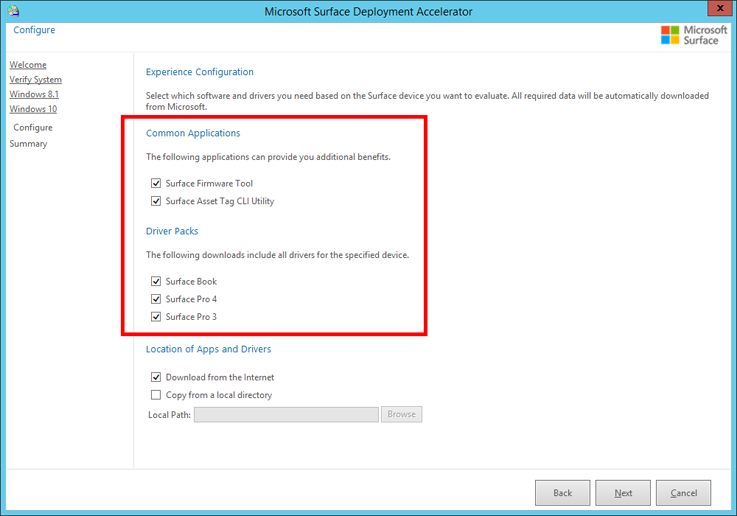 Microsoft Surface Deployment Accelerator
Configure
Microsoft
Surface
Welcome
Verify System
Windows 8.1
Windows 10
Configure
Summary
Experience Configuration
Select which software and drivers you need based on the Surface device you want to evaluate. All required data will be automatically downloaded
from Microsoft.
Common Applications
The following applications can provide you additional benefits.
Surface Firmware Tool
Surface Asset Tag CLI Utility
Driver Packs
The following downloads include all drivers for the specified device.
Surface Book
Surface Pro 4
Surface Pro 3
Location of Apps and Drivers
Download from the Internet
Copy from a local directory
Local Path:
Browse
Back
Next
Cancel